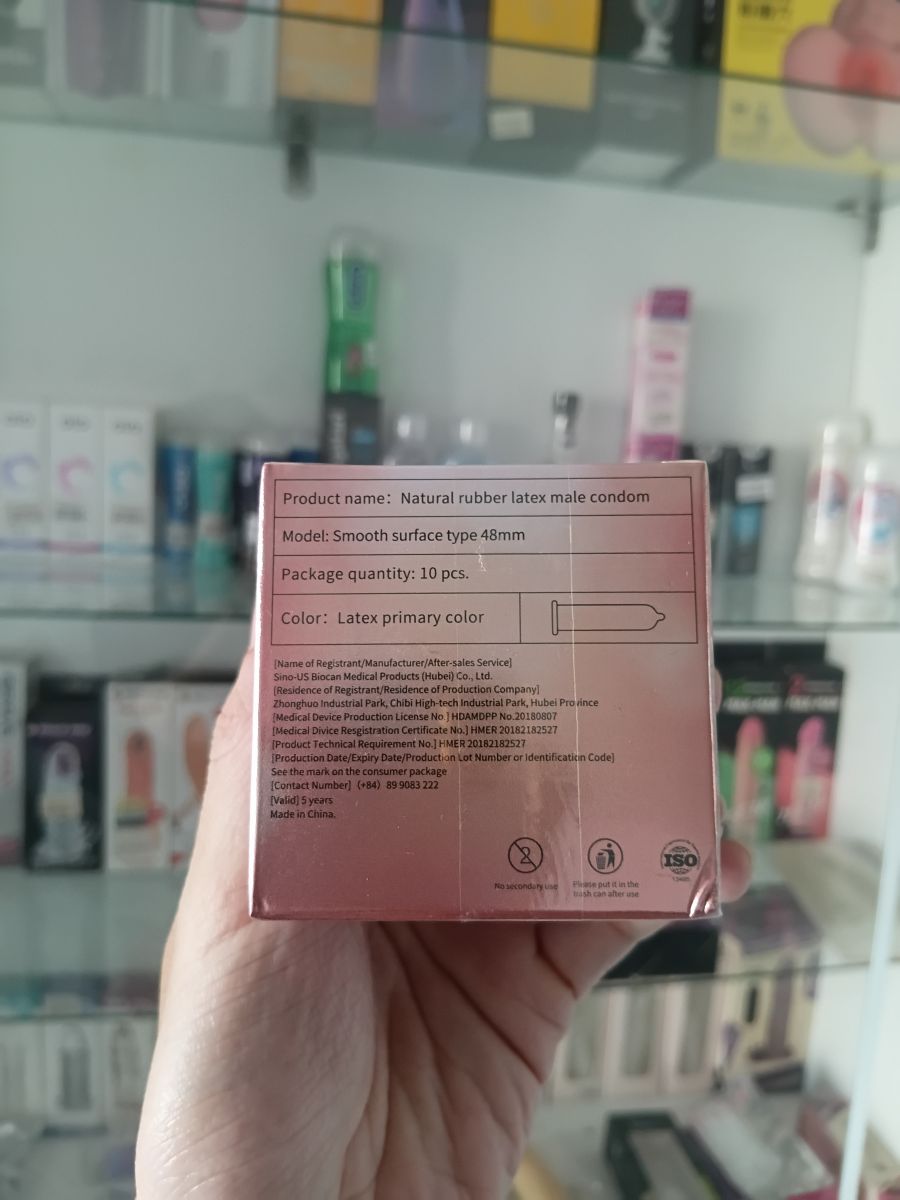 Product name: Natural rubber latex male condom
Model: Smooth surface type 48mm
Package quantity: 10 pcs.
Color: Latex primary color
[Name of Registrant/Manufacturer/After-sales Service]
Sino-US Biocan Medical Products (Hubei) Co., Ltd.
[Residence of Registrant/Residence of Production Company]
Zhonghuo Industrial Park, Chibi High-tech Industrial Park, Hubei Province
[Medical Device Production License No.] HDAMDPP No.20180807
[Medical Divice Resgistration Certificate No.] HMER 20182182527
[Product Technical Requirement No.] HMER 20182182527
[Production Date/Expiry Date/Production Lot Number or Identification Code]
See the mark on the consumer package
[Contact Number] (+84) 89 9083 222
[Valid] 5 years
Made in China.
No secondary use
Please put it in the
trash can after use
ISO